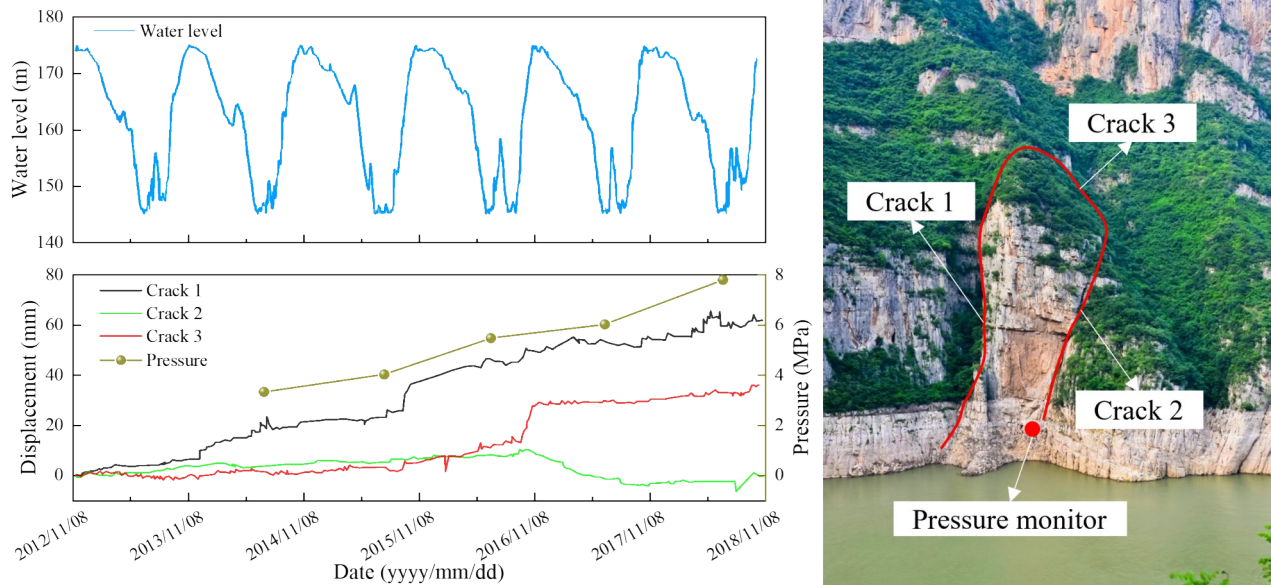 180
170
160
150
140
Water level (m)
Water level
80
60
40
20
0
Displacement (mm)
Crack 1
Crack 2
Crack 3
Pressure
8
6
4
2
0
Pressure (MPa)
2012/11/08
2013/11/08
2014/11/08
2015/11/08
2016/11/08
2017/11/08
2018/11/08
Date (yyyy/mm/dd)
Crack 3
Crack 1
Crack 2
Pressure monitor